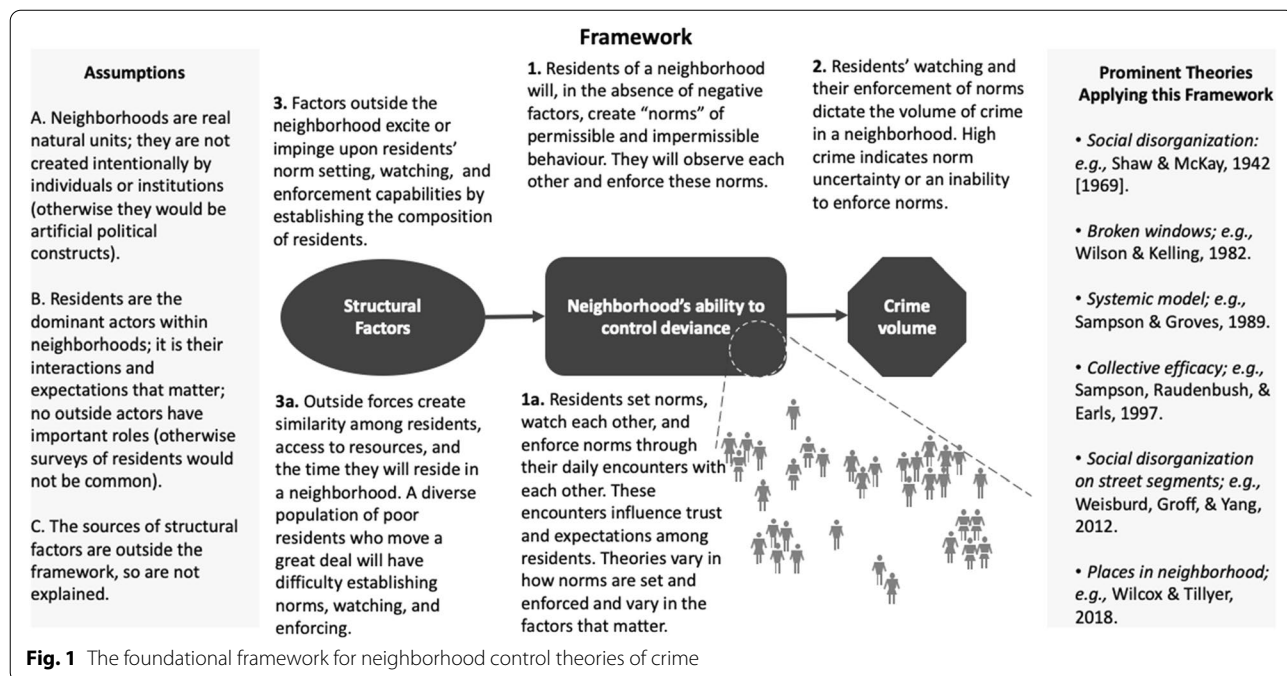 Framework
Assumptions
A. Neighborhoods are real
natural units; they are not
created intentionally by
individuals or institutions
(otherwise they would be
artificial political
constructs).
B. Residents are the
dominant actors within
neighborhoods; it is their
interactions and
expectations that matter;
no outside actors have
important roles (otherwise
surveys of residents would
not be common).
C. The sources of structural
factors are outside the
framework, so are not
explained.
3. Factors outside the
neighborhood excite or
impinge upon residents’
norm setting, watching, and
enforcement capabilities by
establishing the composition
of residents.
1. Residents of a neighborhood
will, in the absence of negative
factors, create “norms” of
permissible and impermissible
behaviour. They will observe each
other and enforce these norms.
2. Residents’ watching and
their enforcement of norms
dictate the volume of crime
in a neighborhood. High
crime indicates norm
uncertainty or an inability
to enforce norms.
Structural
Factors
Neighborhood’s ability to
control deviance
Crime
volume
3a. Outside forces create
similarity among residents,
access to resources, and
the time they will reside in
a neighborhood. A diverse
population of poor
residents who move a
great deal will have
difficulty establishing
norms, watching, and
enforcing.
1a. Residents set norms,
watch each other, and
enforce norms through
their daily encounters with
each other. These
encounters influence trust
and expectations among
residents. Theories vary in
how norms are set and
enforced and vary in the
factors that matter.
Prominent Theories
Applying this Framework
• Social disorganization:
e.g., Shaw & McKay, 1942
[1969].
• Broken windows; e.g.,
Wilson & Kelling, 1982.
• Systemic model; e.g.,
Sampson & Groves, 1989.
• Collective efficacy; e.g.,
Sampson, Raudenbush, &
Earls, 1997.
• Social disorganization
on street segments; e.g.,
Weisburd, Groff, & Yang,
2012.
• Places in neighborhood;
e.g., Wilcox & Tillyer,
2018.
Fig. 1 The foundational framework for neighborhood control theories of crime